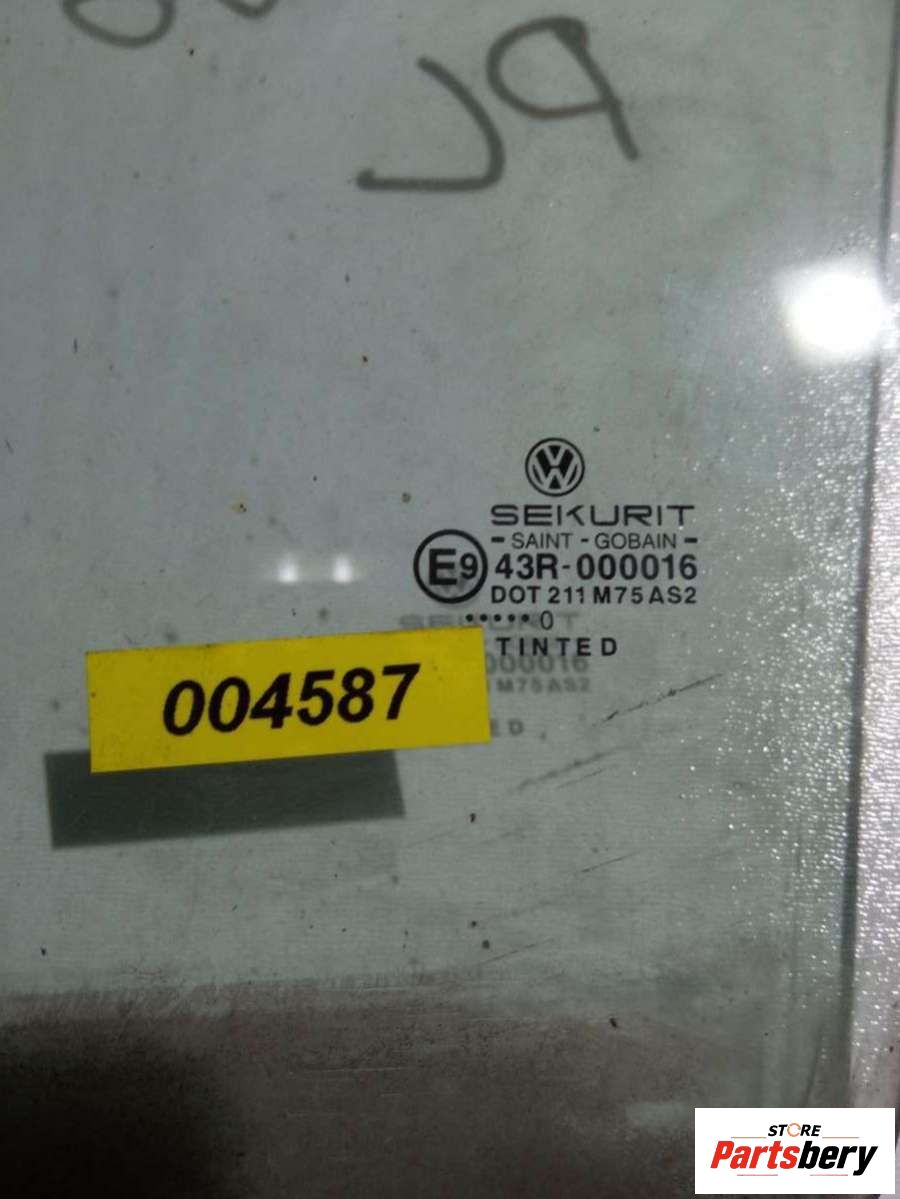 PL
SEKURIT
- SAINT - GOBAIN -
E9 43R-000016
DOT 211 M75 AS2
•••••• 0
TINTED
004587
STORE
Partsbery